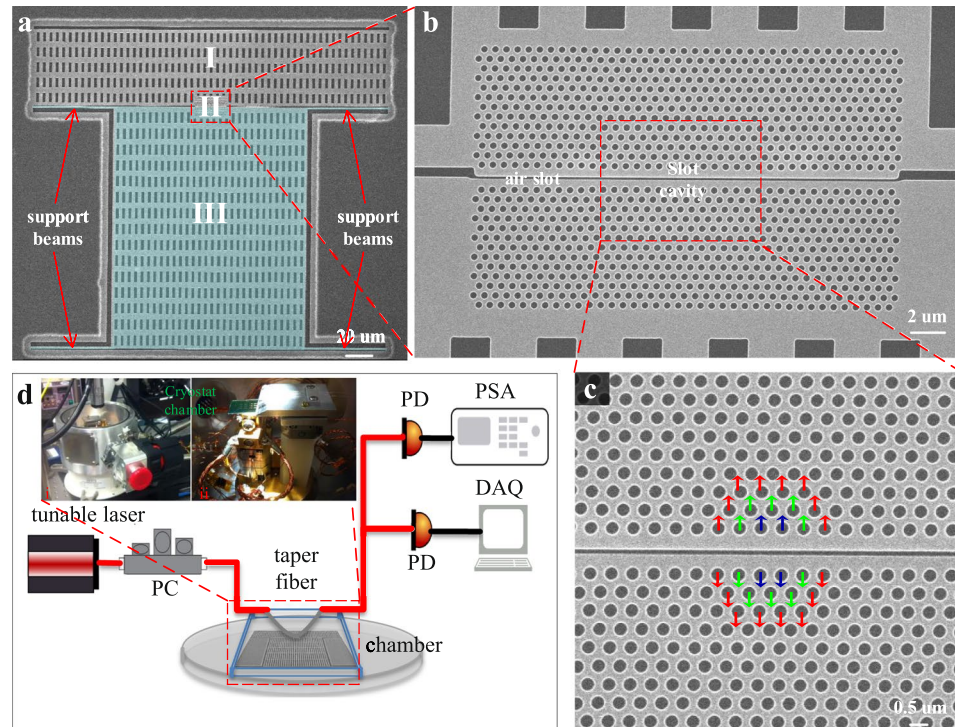 a
I
II
III
support
beams
support
beams
20 um
b
air slot
Slot
cavity
2 um
c
0.5 um
d
Cryostat
chamber
PD
PSA
DAQ
PD
tunable laser
PC
taper
fiber
chamber